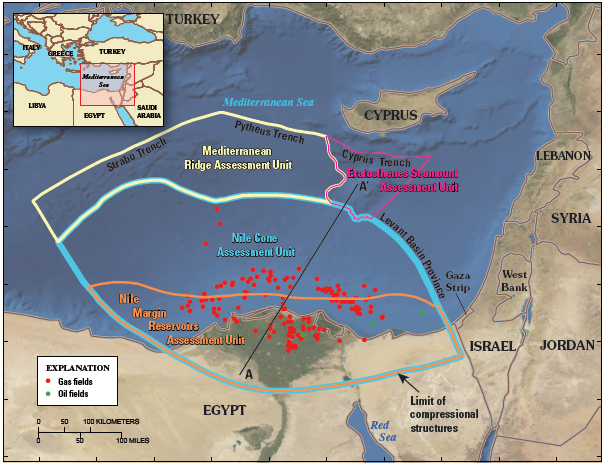 TURKEY
ITALY
GREECE
TURKEY
Mediterranean
Sea
LIBYA
EGYPT
SAUDI
ARABIA
Mediterranean Sea
CYPRUS
Strabo Trench
Pytheus Trench
Mediterranean
Ridge Assessment Unit
Cyprus Trench
Eratosthenes Seamount
Assessment Unit
A'
LEBANON
SYRIA
Levant Basin Province
Nile Cone
Assessment Unit
Gaza
Strip
West
Bank
Nile
Margin
Reservoirs
Assessment Unit
ISRAEL
JORDAN
A
EXPLANATION
Gas fields
Oil fields
0 50 100 KILOMETERS
0 50 100 MILES
EGYPT
Limit of
compressional
structures
Red
Sea